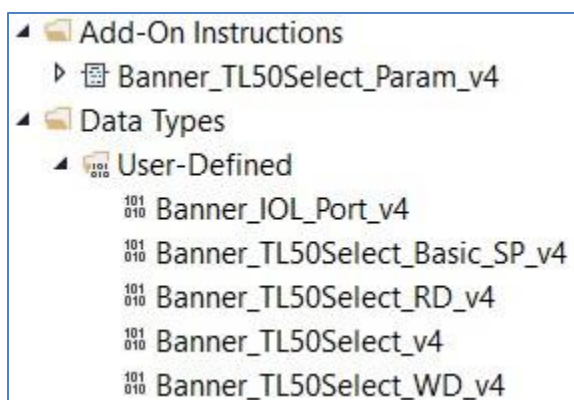 Add-On Instructions
Banner_TL50Select_Param_v4
Data Types
User-Defined
Banner_IOL_Port_v4
Banner_TL50Select_Basic_SP_v4
Banner_TL50Select_RD_v4
Banner_TL50Select_v4
Banner_TL50Select_WD_v4